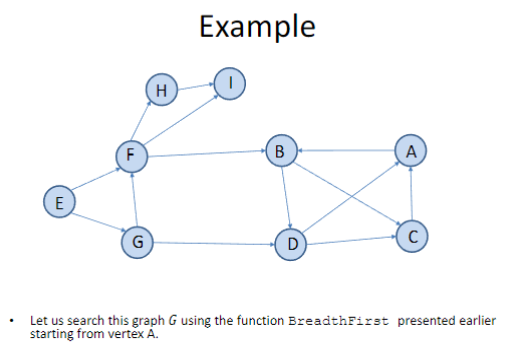 Example
H
I
F
B
A
E
G
D
C
• Let us search this graph G using the function BreadthFirst presented earlier
starting from vertex A.